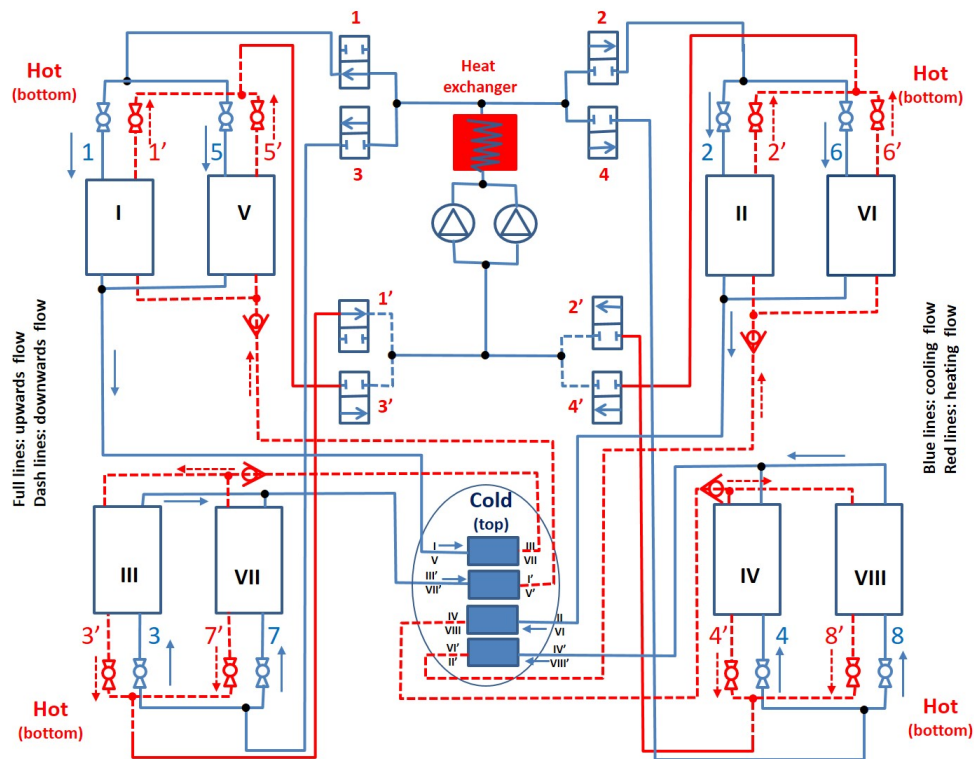 1
2
Hot
(bottom)
Heat
exchanger
Hot
(bottom)
1
1'
5
5'
3
4
2
2'
6
6'
I
V
II
VI
1'
2'
3'
4'
Full lines: upwards flow
Dash lines: downwards flow
Blue lines: cooling flow
Red lines: heating flow
Cold
(top)
I
V
III
VII
III'
VII'
I'
V'
IV
VIII
II
VI
VI'
II'
IV'
VIII'
III
VII
IV
VIII
3'
3
7'
7
4'
4
8'
8
Hot
(bottom)
Hot
(bottom)